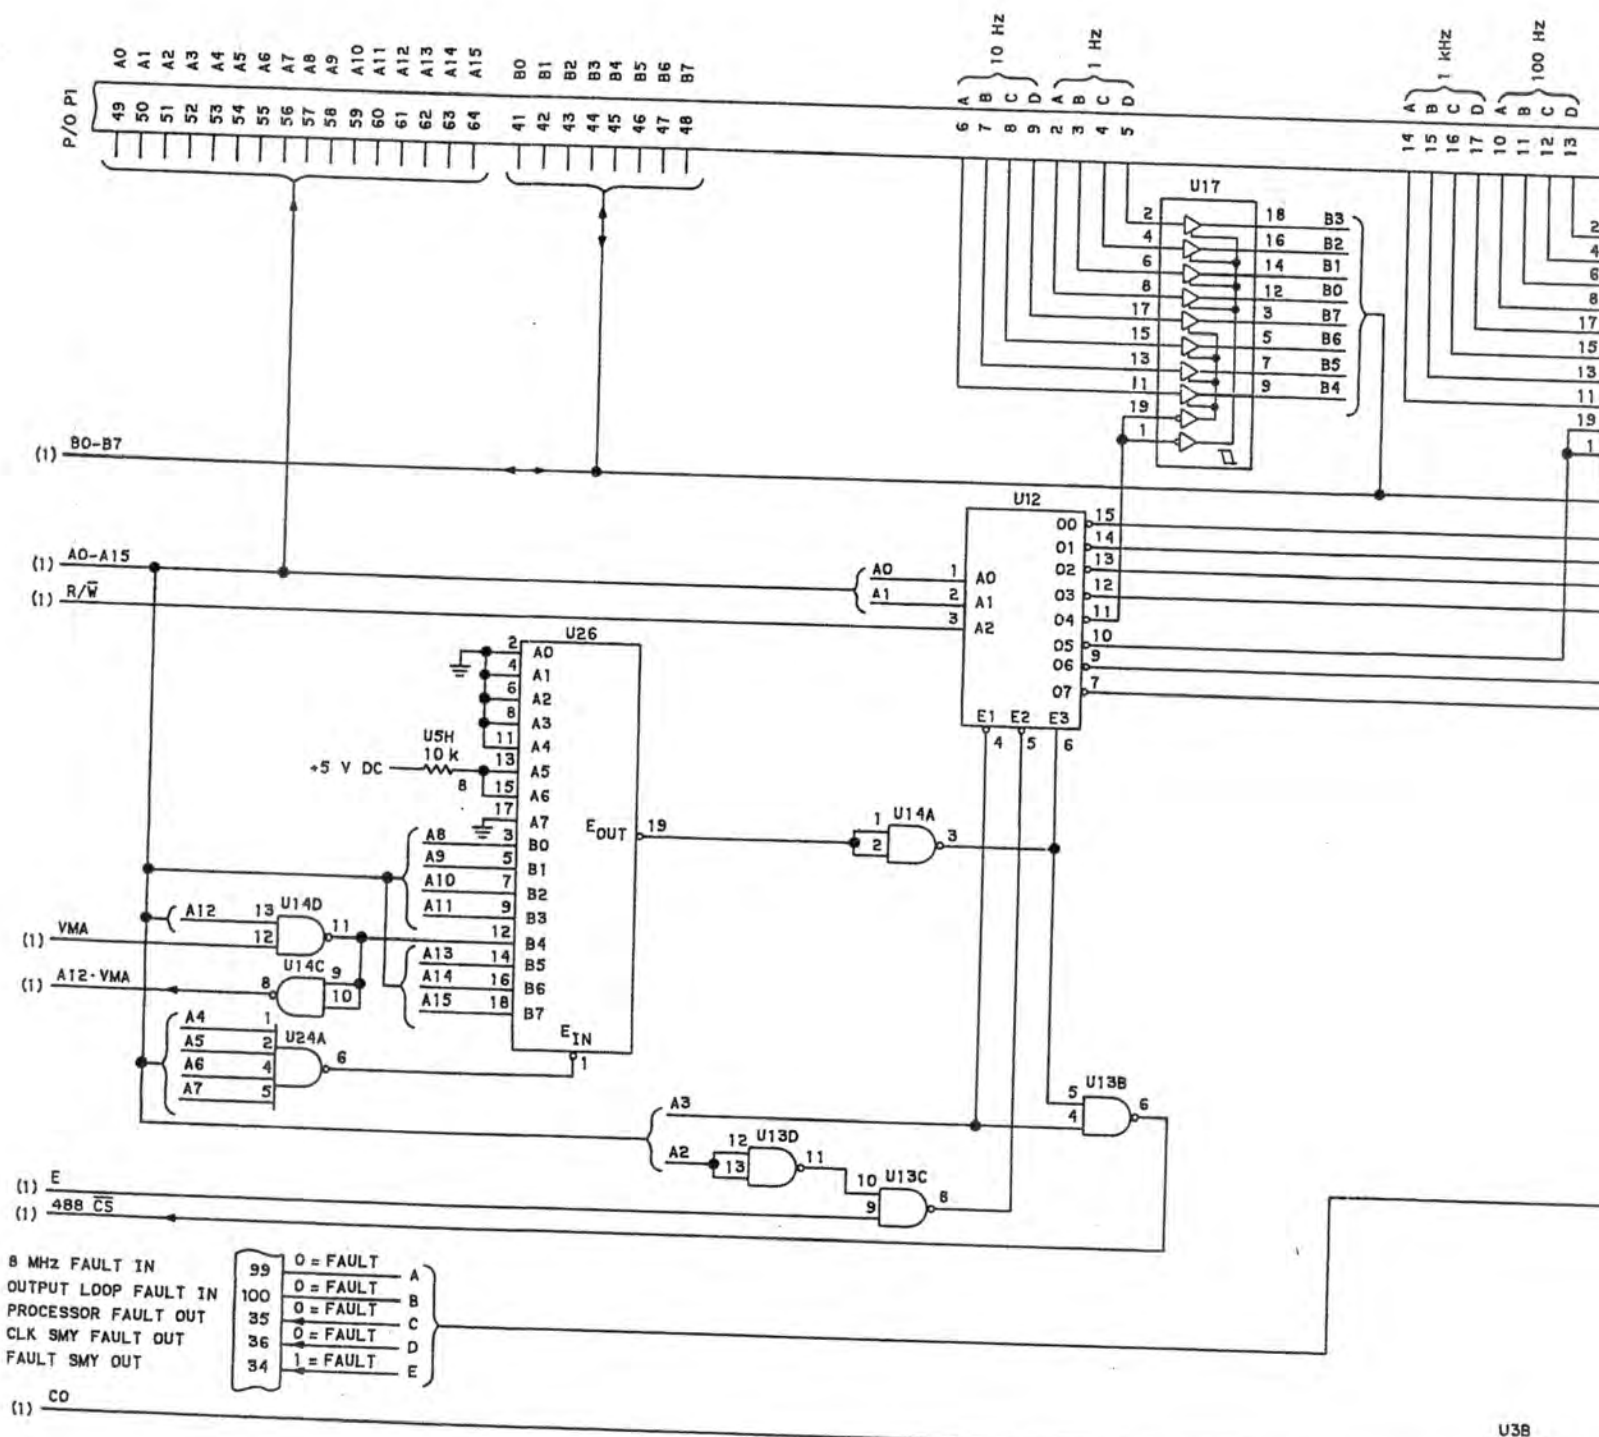 P/O P1
A0 A1 A2 A3 A4 A5 A6 A7 A8 A9 A10 A11 A12 A13 A14 A15
49 50 51 52 53 54 55 56 57 58 59 60 61 62 63 64
B0 B1 B2 B3 B4 B5 B6 B7
41 42 43 44 45 46 47 48
10 Hz 1 Hz
A B C D A B C D
6 7 8 9 2 3 4 5
1 kHz 100 Hz
A B C D A B C D
14 15 16 17 10 11 12 13
U17
2 18 B3
4 16 B2
6 14 B1
8 12 B0
17 3 B7
15 5 B6
13 7 B5
11 9 B4
19
1
2
4
6
8
17
15
13
11
19
1
(1) B0-B7
(1) A0-A15
(1) R/W̅
U12
A0 1 A0
A1 2 A1
3 A2
O0 15
O1 14
O2 13
O3 12
O4 11
O5 10
O6 9
O7 7
E1 E2 E3
4 5 6
U26
2 A0
4 A1
6 A2
8 A3
11 A4
13 A5
15 A6
17 A7
U5H
10 k
+5 V DC
8
A8 3 B0
A9 5 B1
A10 7 B2
A11 9 B3
12 B4
A13 14 B5
A14 16 B6
A15 18 B7
EOUT 19
EIN
1
U14A
1
2
3
A12 13 U14D 11
(1) VMA 12
(1) A12-VMA 8 U14C 9
10
A4 1
A5 2 U24A
A6 4 6
A7 5
A3
A2
12 U13D 11
13
10 U13C
9 8
5 U13B 6
4
(1) E
(1) 488 C̅S̅
8 MHz FAULT IN 99 0 = FAULT A
OUTPUT LOOP FAULT IN 100 0 = FAULT B
PROCESSOR FAULT OUT 35 0 = FAULT C
CLK SMY FAULT OUT 36 0 = FAULT D
FAULT SMY OUT 34 1 = FAULT E
(1) C0
U3B